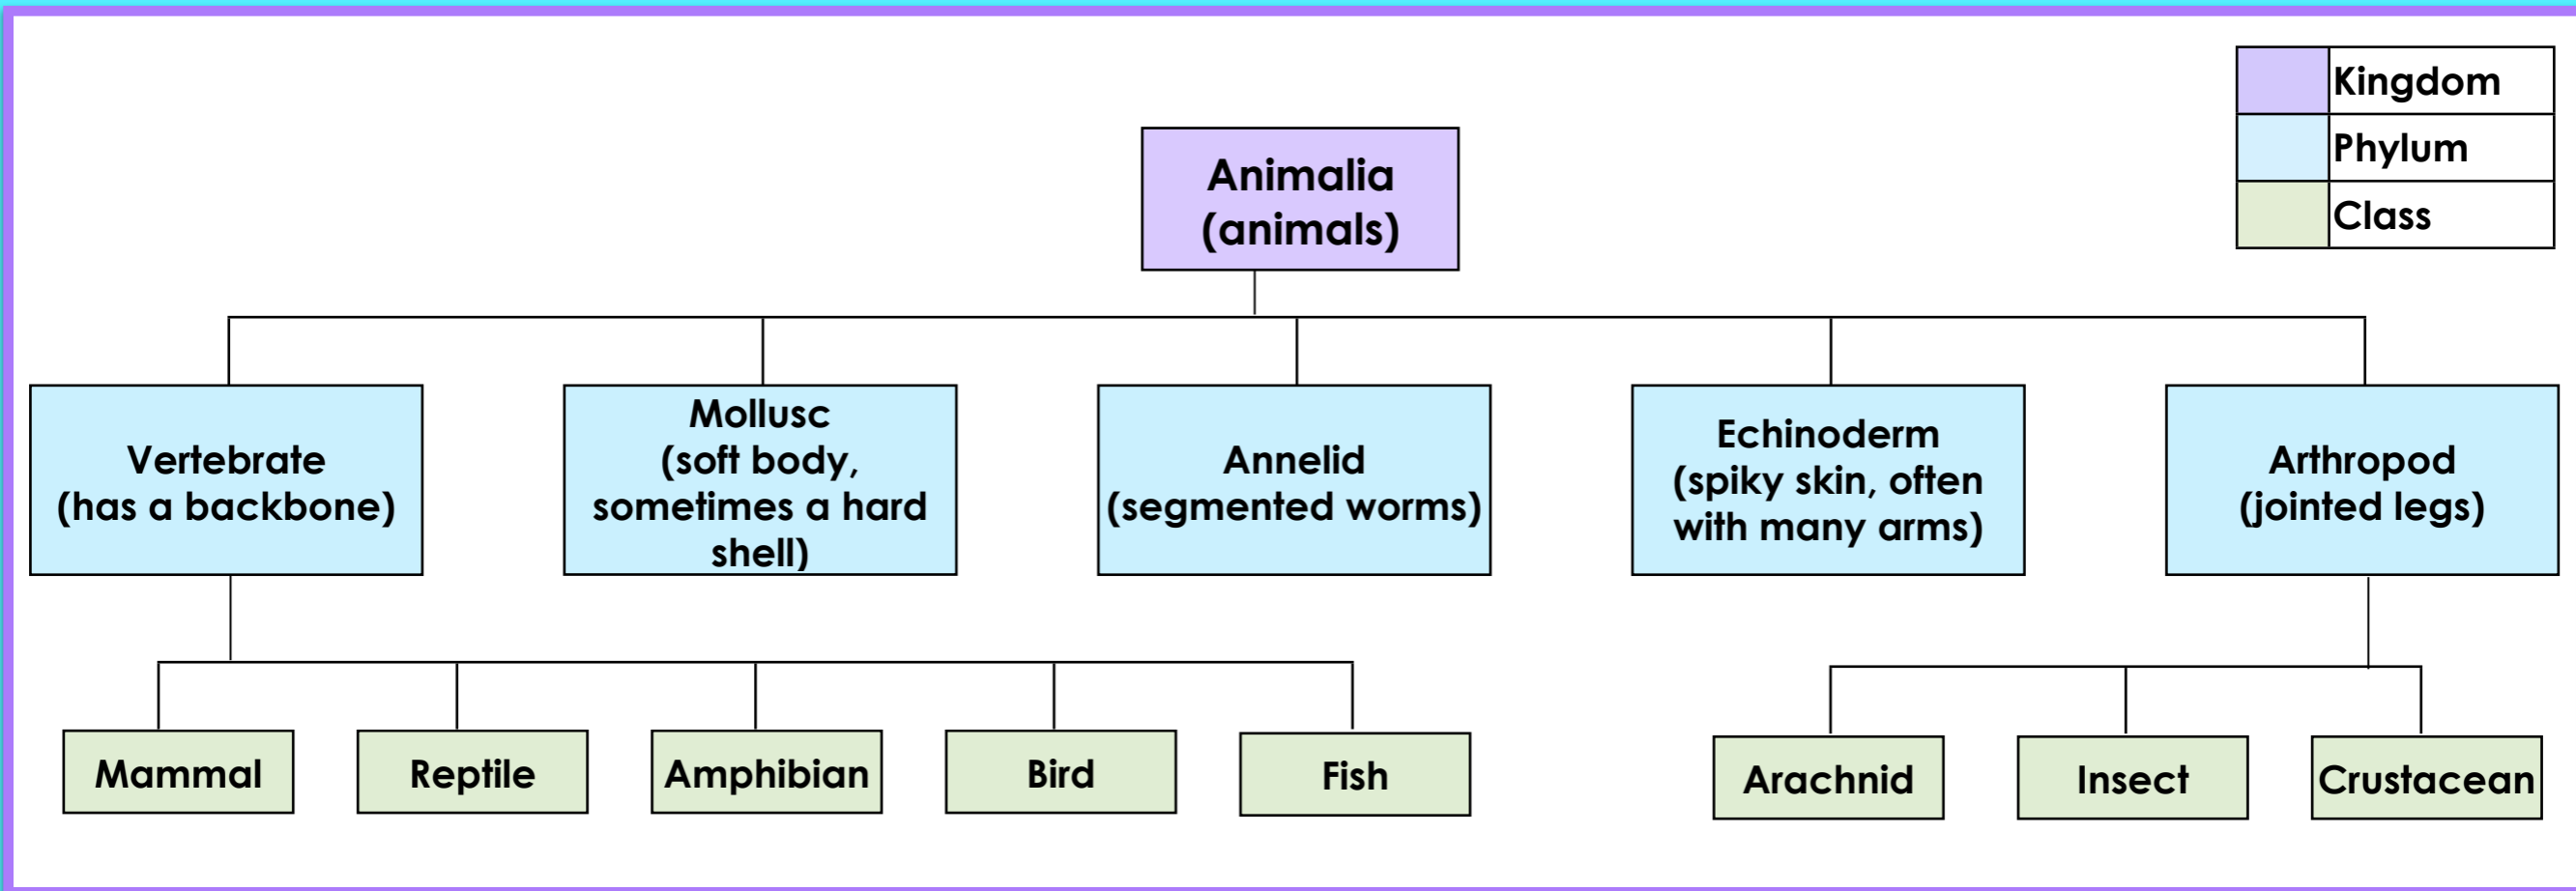 Kingdom
Phylum
Class
Animalia
(animals)
Vertebrate
(has a backbone)
Mollusc
(soft body,
sometimes a hard
shell)
Annelid
(segmented worms)
Echinoderm
(spiky skin, often
with many arms)
Arthropod
(jointed legs)
Mammal
Reptile
Amphibian
Bird
Fish
Arachnid
Insect
Crustacean